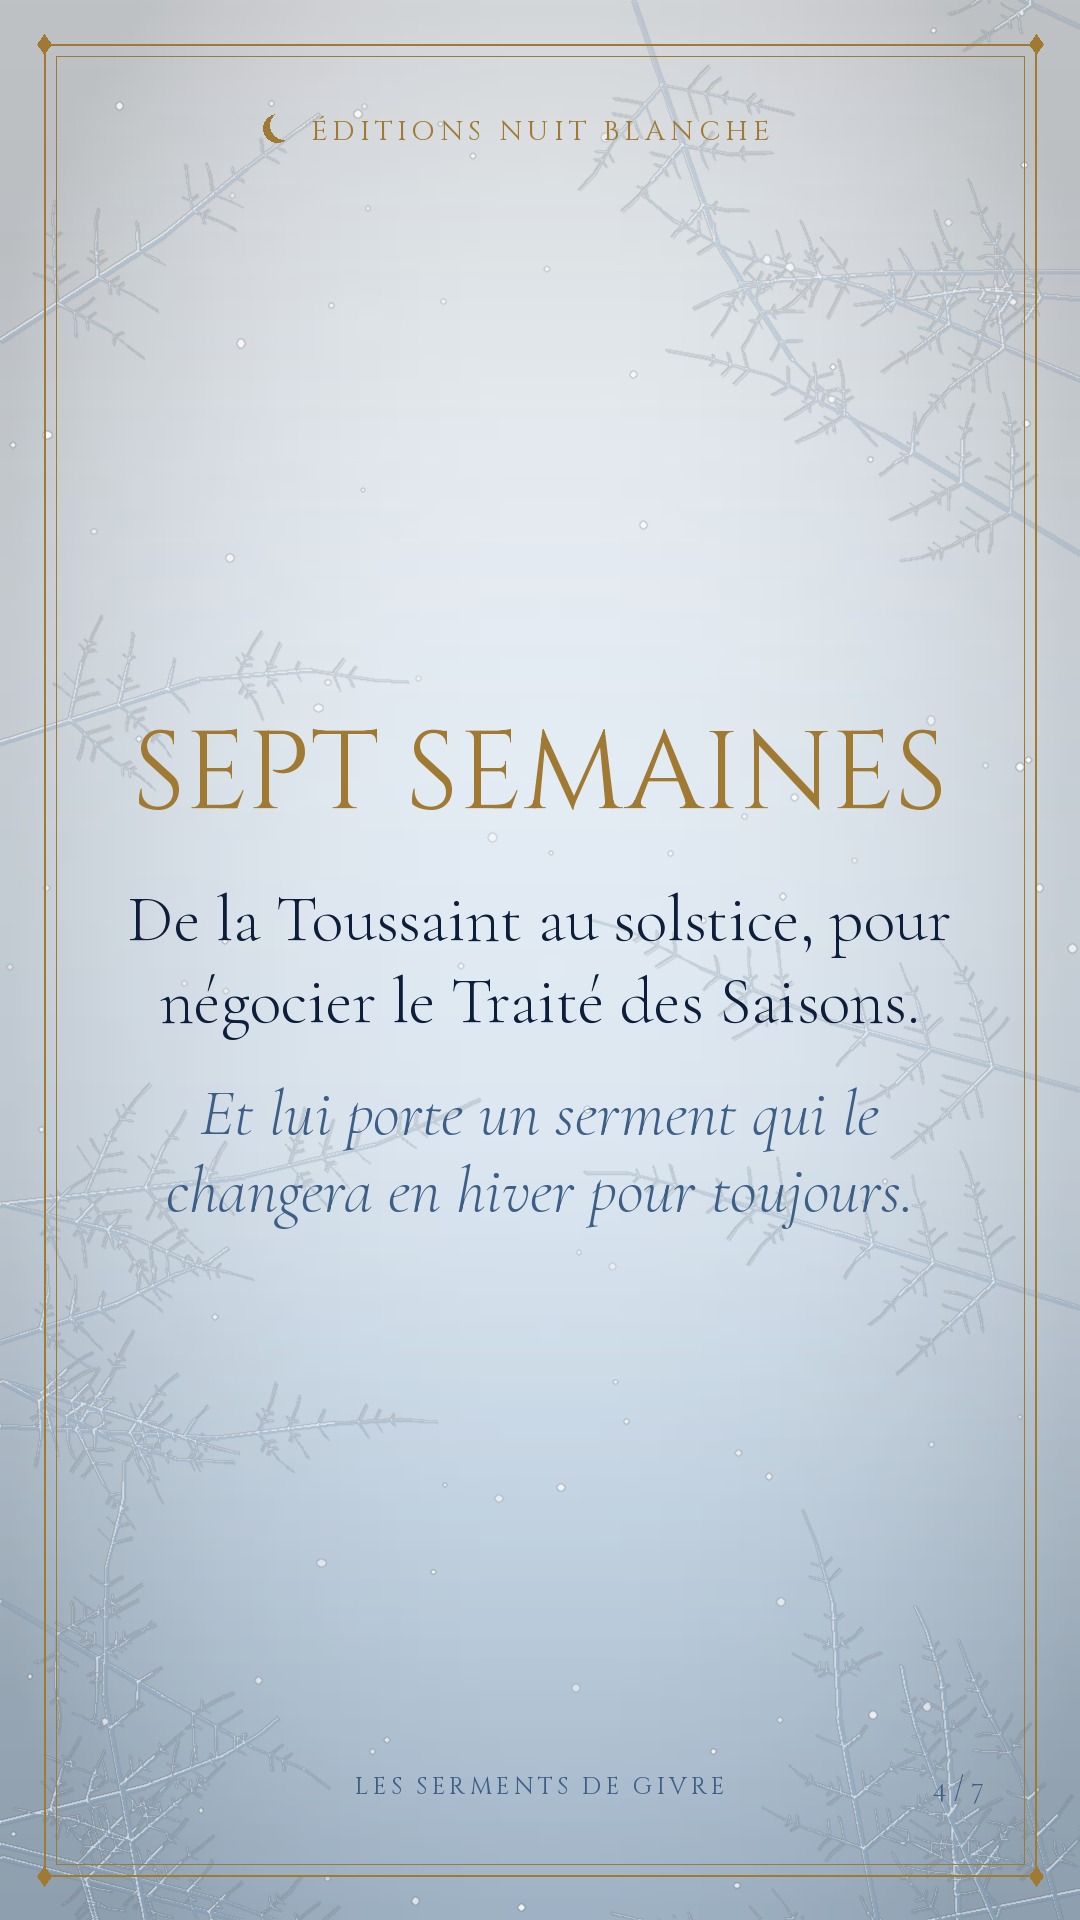 ÉDITIONS NUIT BLANCHE
SEPT SEMAINES
De la Toussaint au solstice, pour
négocier le Traité des Saisons.
Et lui porte un serment qui le
changera en hiver pour toujours.
LES SERMENTS DE GIVRE
4 / 7